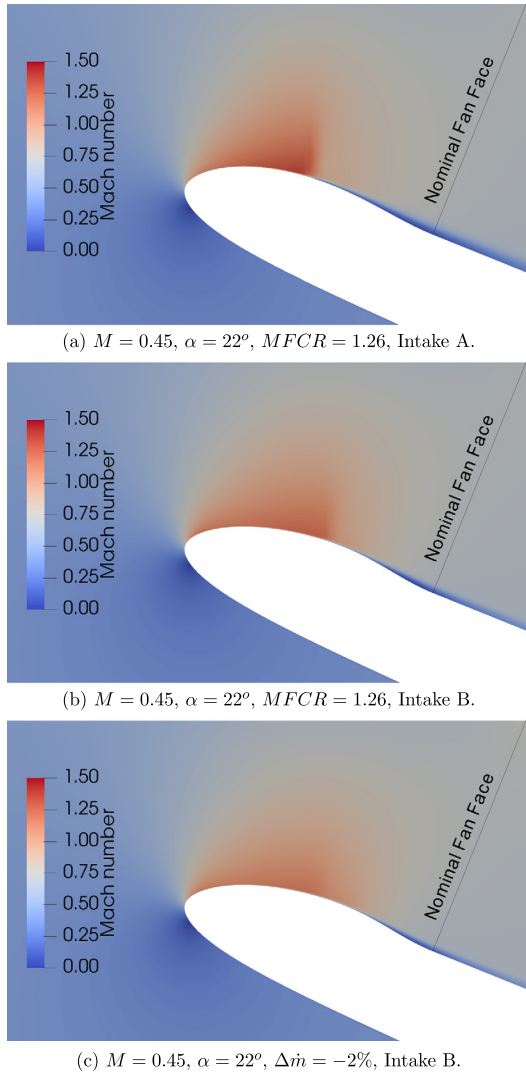 1.50
1.25
1.00
0.75
0.50
0.25
0.00
Mach number
Nominal Fan Face
(a) M = 0.45, α = 22°, MFCR = 1.26, Intake A.
1.50
1.25
1.00
0.75
0.50
0.25
0.00
Mach number
Nominal Fan Face
(b) M = 0.45, α = 22°, MFCR = 1.26, Intake B.
1.50
1.25
1.00
0.75
0.50
0.25
0.00
Mach number
Nominal Fan Face
(c) M = 0.45, α = 22°, Δṁ = −2%, Intake B.